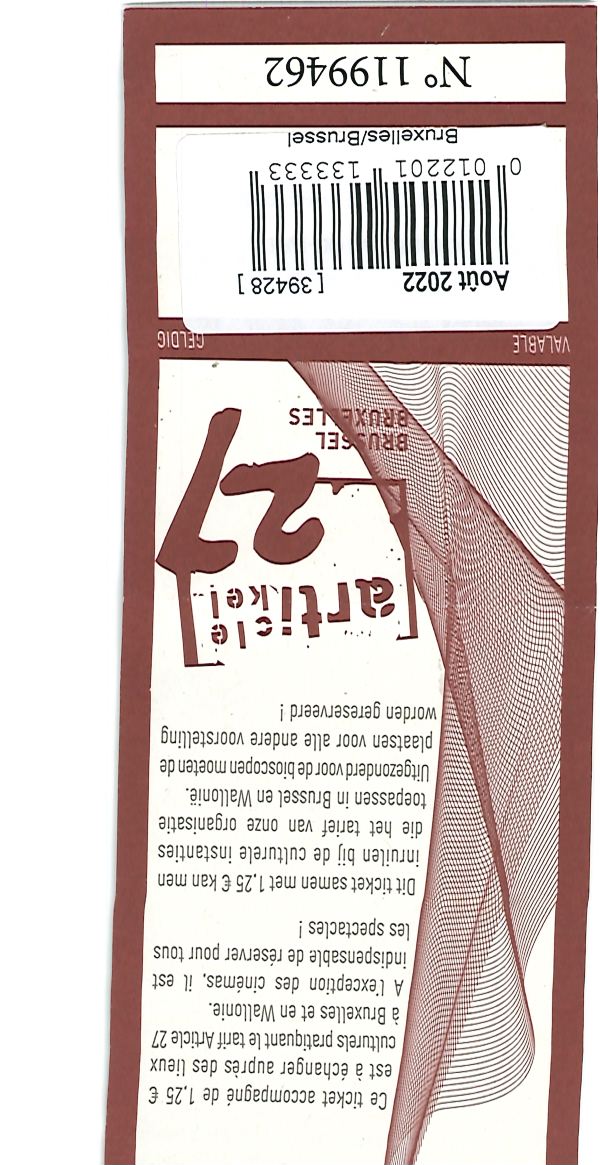 Ce ticket accompagné de 1,25 €
est à échanger auprès des lieux
culturels pratiquant le tarif Article 27
à Bruxelles et en Wallonie.
A l'exception des cinémas, il est
indispensable de réserver pour tous
les spectacles !
Dit ticket samen met 1,25 € kan men
inruilen bij de culturele instanties
die het tarief van onze organisatie
toepassen in Brussel en Wallonië.
Uitgezonderd voor de bioscopen moeten de
plaatsen voor alle andere voorstelling
worden gereserveerd !
[article
ikel]
27
BRUSSEL
BRUXELLES
VALABLE GELDIG
Août 2022 [39428]
0 012201 133333
Bruxelles/Brussel
N° 1199462